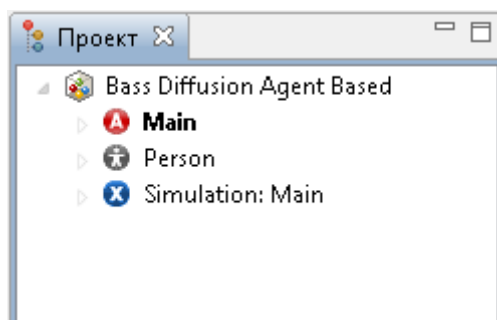 Проект
Bass Diffusion Agent Based
Main
Person
Simulation: Main